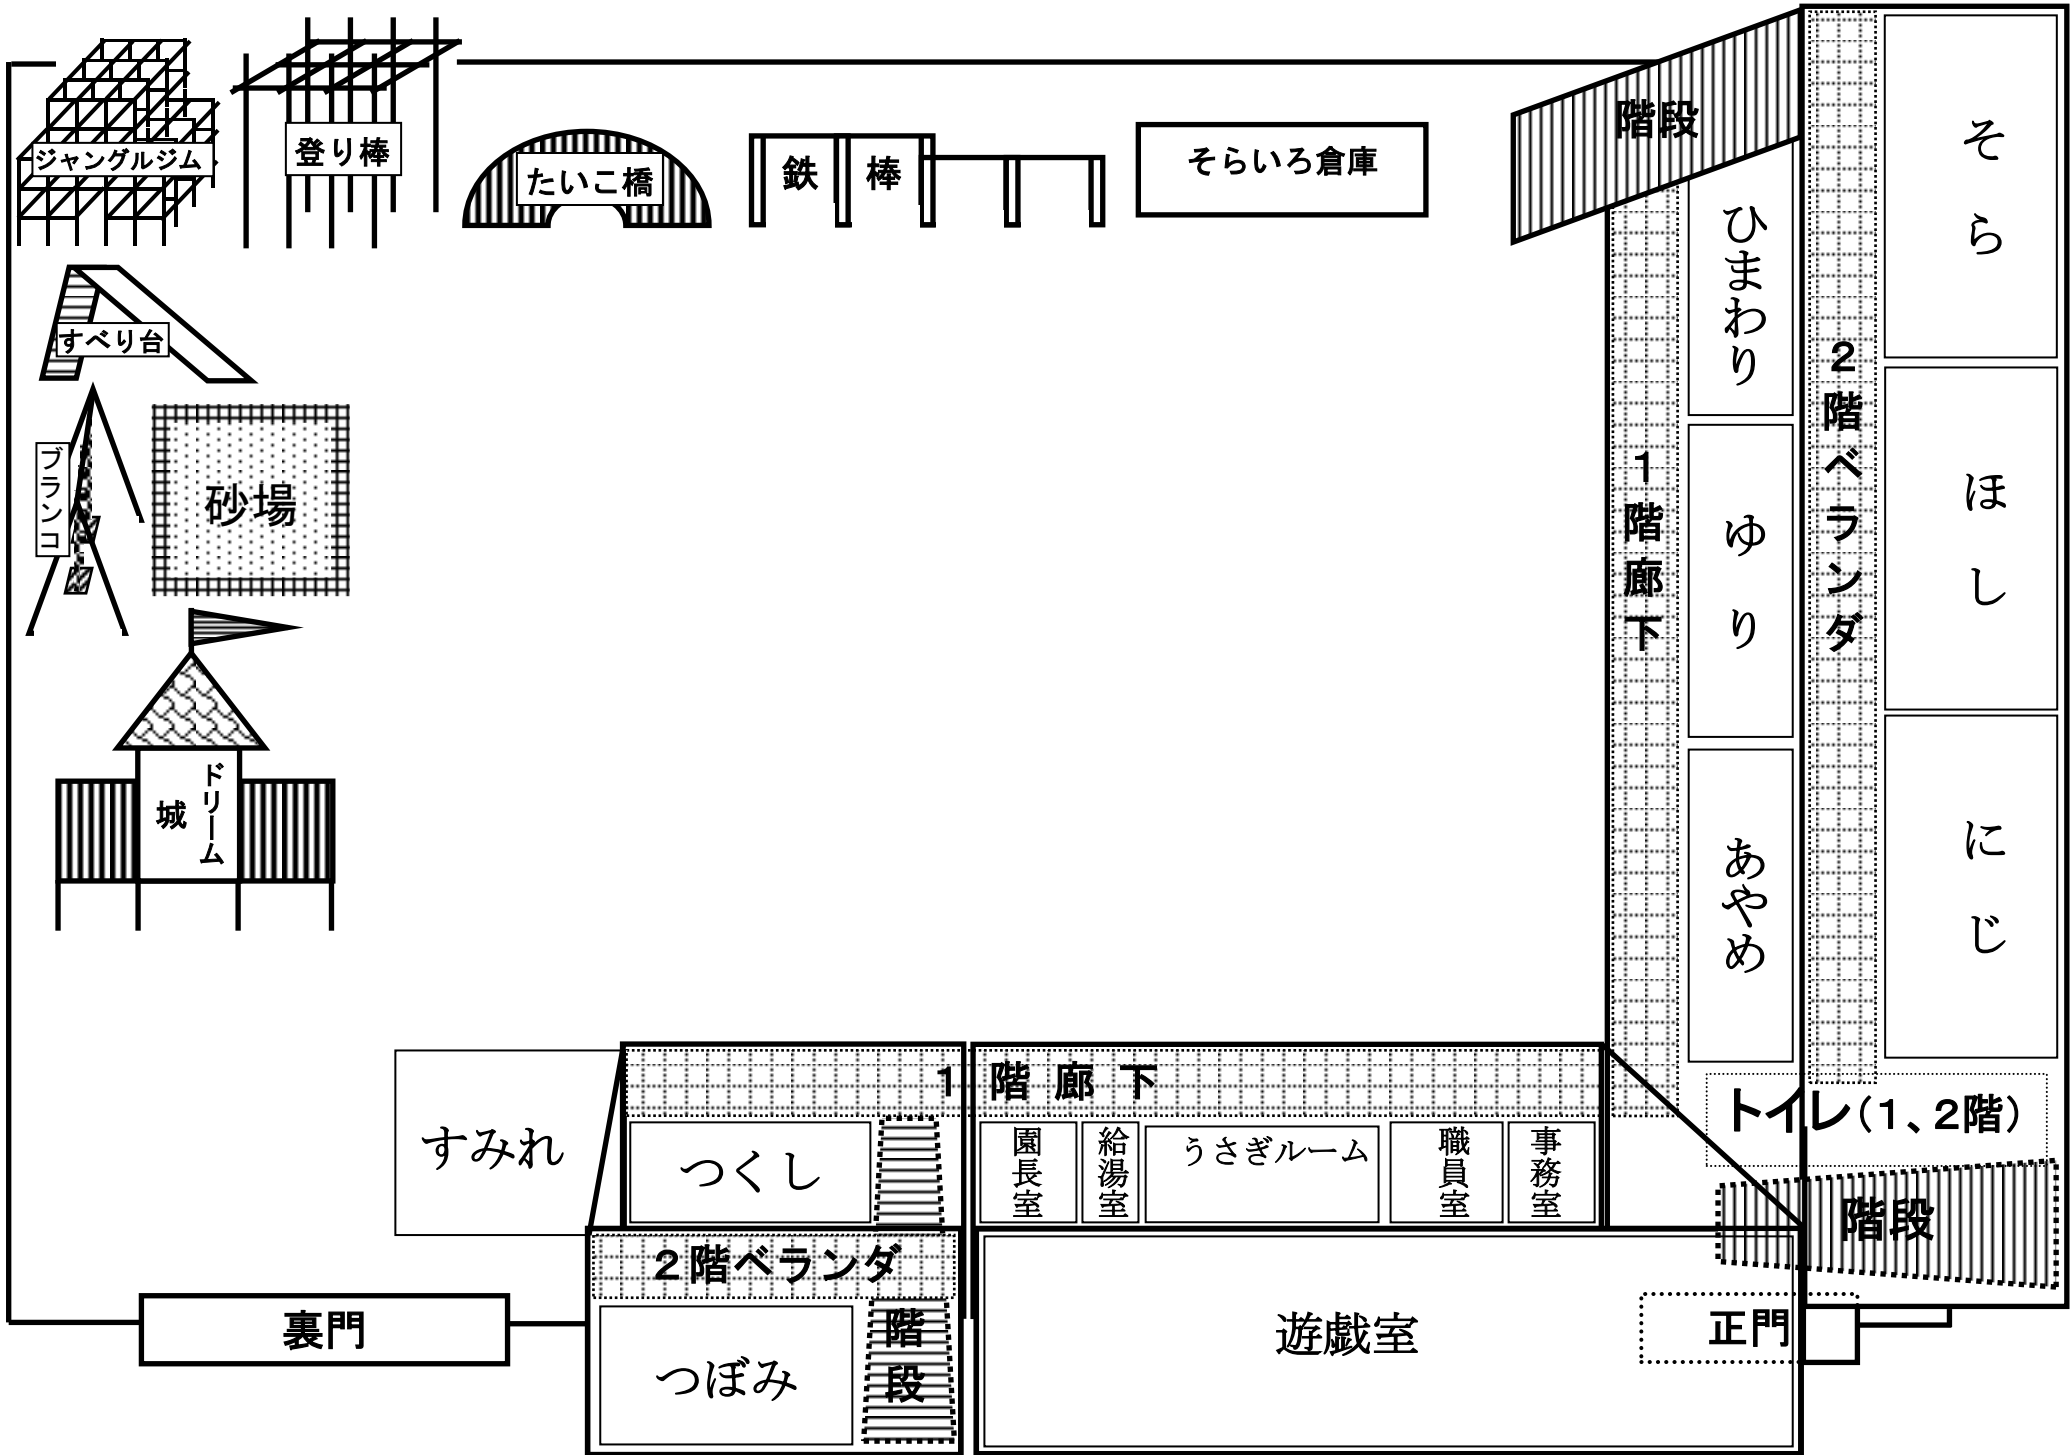 ジャングルジム
登り棒
たいこ橋
鉄棒
そらいろ倉庫
階段
そら
ひまわり
すべり台
2階ベランダ
ほし
ブランコ
砂場
1階廊下
ゆり
ドリーム
城
あやめ
にじ
1階廊下
トイレ(1、2階)
すみれ
つくし
園長室
給湯室
うさぎルーム
職員室
事務室
階段
2階ベランダ
裏門
階段
つぼみ
遊戯室
正門